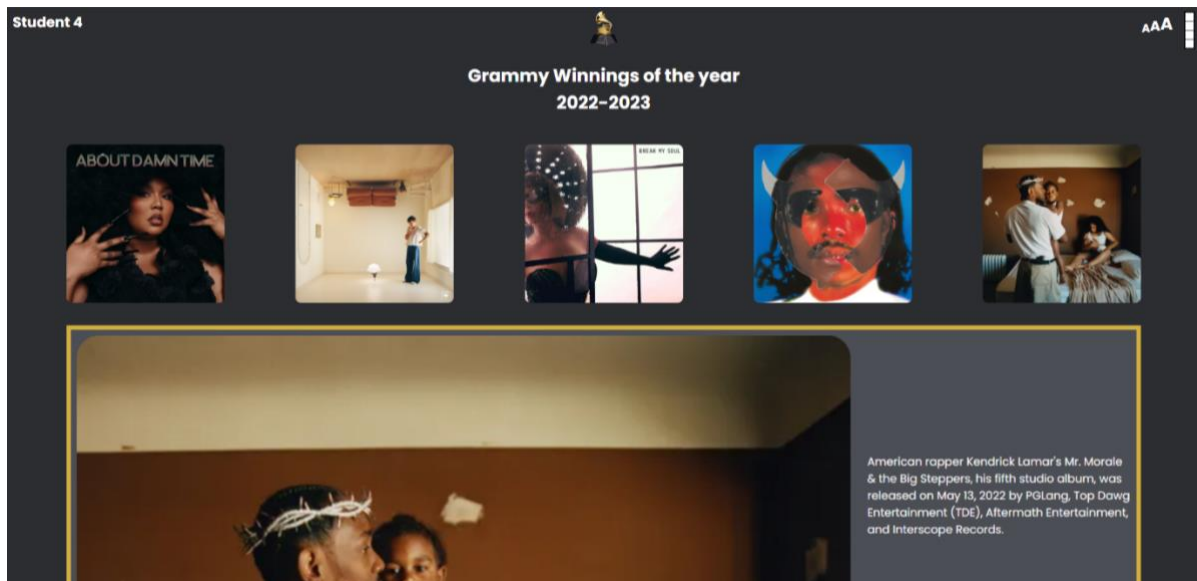 Student 4
AAA
Grammy Winnings of the year
2022-2023
ABOUT DAMN TIME
BREAK MY SOUL
American rapper Kendrick Lamar's Mr. Morale
& the Big Steppers, his fifth studio album, was
released on May 13, 2022 by PGLang, Top Dawg
Entertainment (TDE), Aftermath Entertainment,
and Interscope Records.